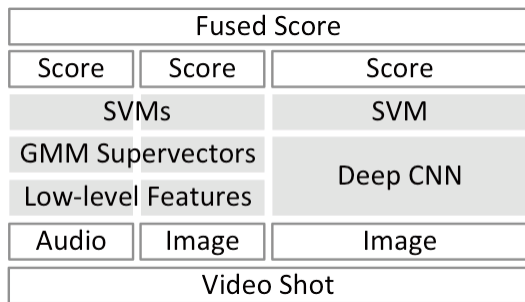 Fused Score
Score Score Score
SVMs SVM
GMM Supervectors
Deep CNN
Low-level Features
Audio Image Image
Video Shot